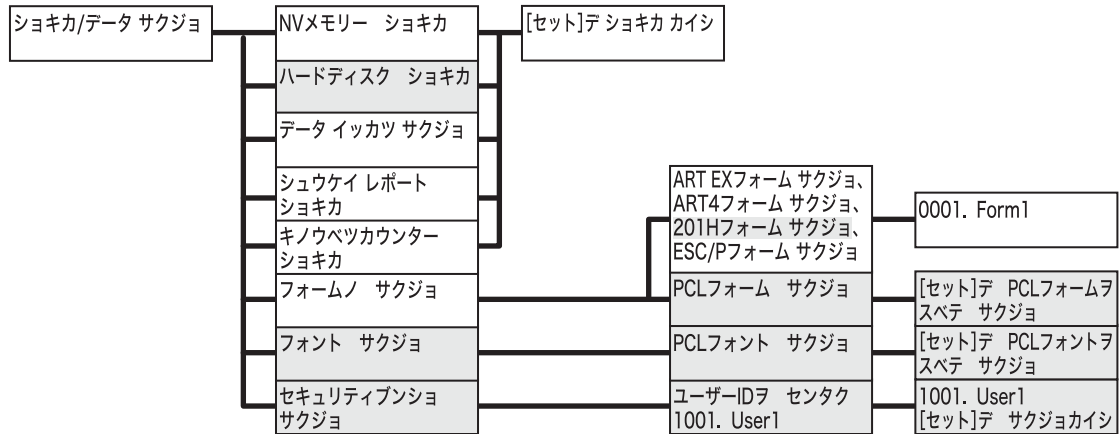 ショキカ/データ サクジョ
NVメモリー　ショキカ
[セット]デ ショキカ カイシ
ハードディスク　ショキカ
データ イッカツ サクジョ
シュウケイ レポート
ショキカ
キノウベツカウンター
ショキカ
フォームノ　サクジョ
ART EXフォーム サクジョ、
ART4フォーム サクジョ、
201Hフォーム サクジョ、
ESC/Pフォーム サクジョ
0001. Form1
PCLフォーム　サクジョ
[セット]デ　PCLフォームヲ
スベテ　サクジョ
フォント　サクジョ
PCLフォント　サクジョ
[セット]デ　PCLフォントヲ
スベテ　サクジョ
セキュリティブンショ
サクジョ
ユーザーIDヲ　センタク
1001. User1
1001. User1
[セット]デ　サクジョカイシ